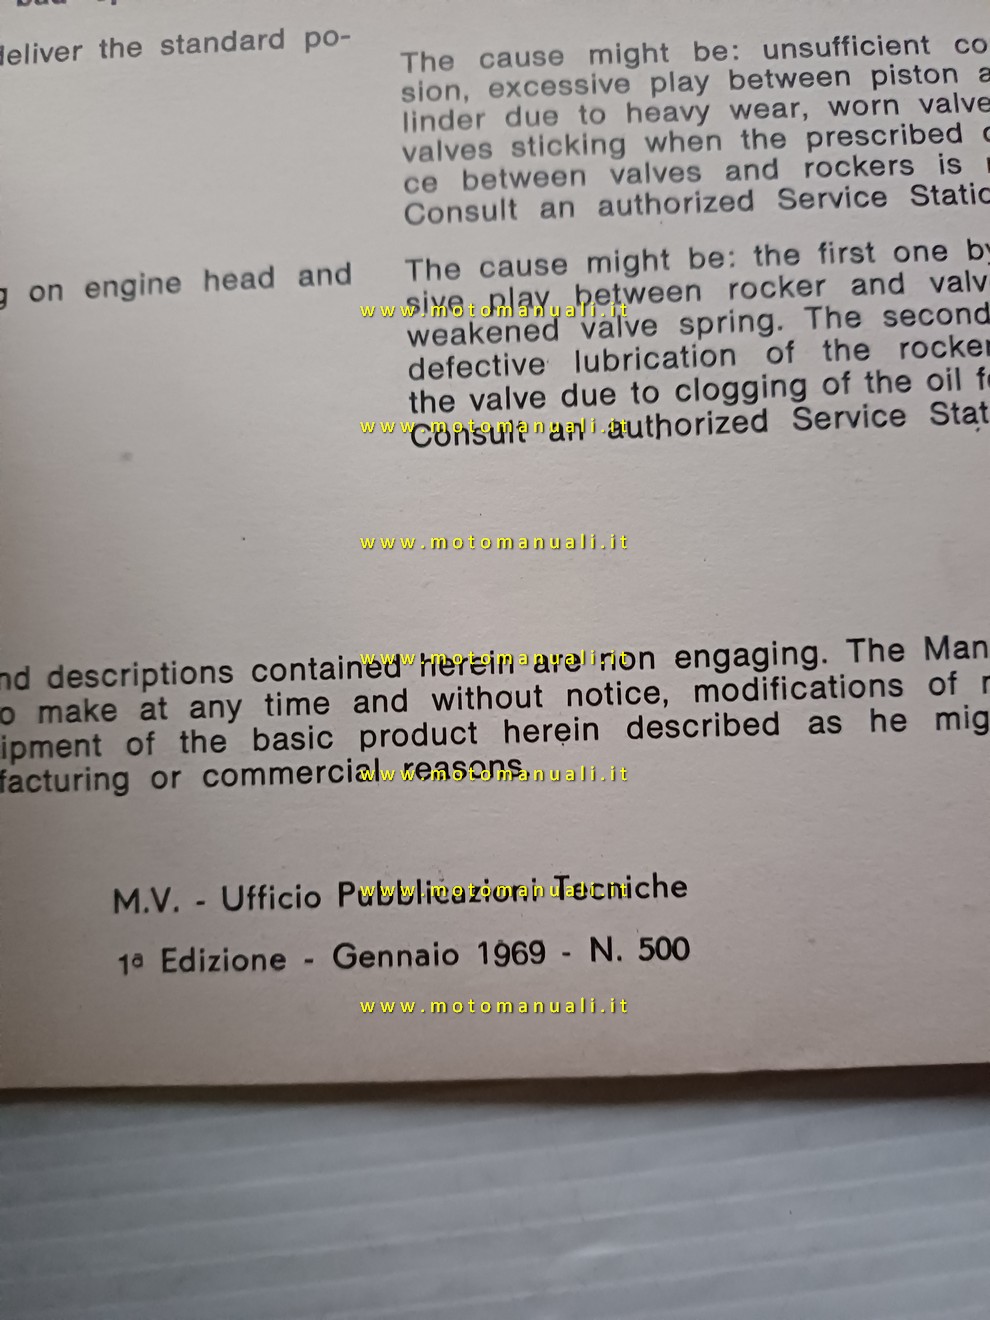 deliver the standard po-
The cause might be: unsufficient co
sion, excessive play between piston a
linder due to heavy wear, worn valve
valves sticking when the prescribed
ce between valves and rockers is
Consult an authorized Service Static
g on engine head and
The cause might be: the first one by
sive play between rocker and valv
weakened valve spring. The second
defective lubrication of the rocker
the valve due to clogging of the oil f
Consult an authorized Service Stat
nd descriptions contained herein are non engaging. The Man
o make at any time and without notice, modifications of
ipment of the basic product herein described as he mig
facturing or commercial reasons.
M.V. - Ufficio Pubblicazioni Tecniche
1ª Edizione - Gennaio 1969 - N. 500
www.motomanuali.it
www.motomanuali.it
www.motomanuali.it
www.motomanuali.it
www.motomanuali.it
www.motomanuali.it
www.motomanuali.it